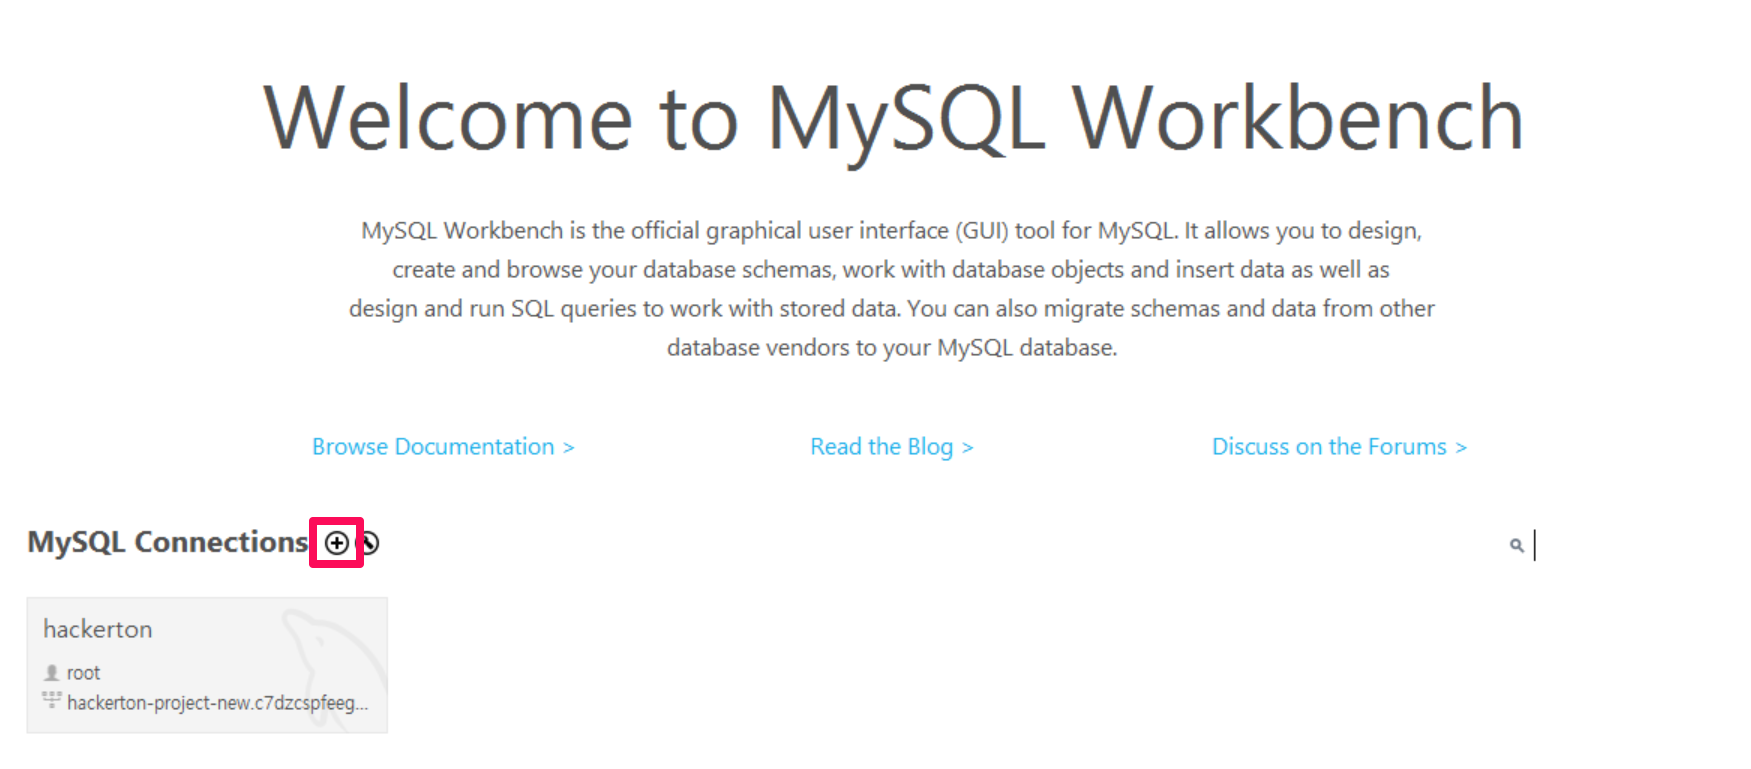 Welcome to MySQL Workbench
MySQL Workbench is the official graphical user interface (GUI) tool for MySQL. It allows you to design,
create and browse your database schemas, work with database objects and insert data as well as
design and run SQL queries to work with stored data. You can also migrate schemas and data from other
database vendors to your MySQL database.
Browse Documentation >
Read the Blog >
Discuss on the Forums >
MySQL Connections
hackerton
root
hackerton-project-new.c7dzcspfeeg...